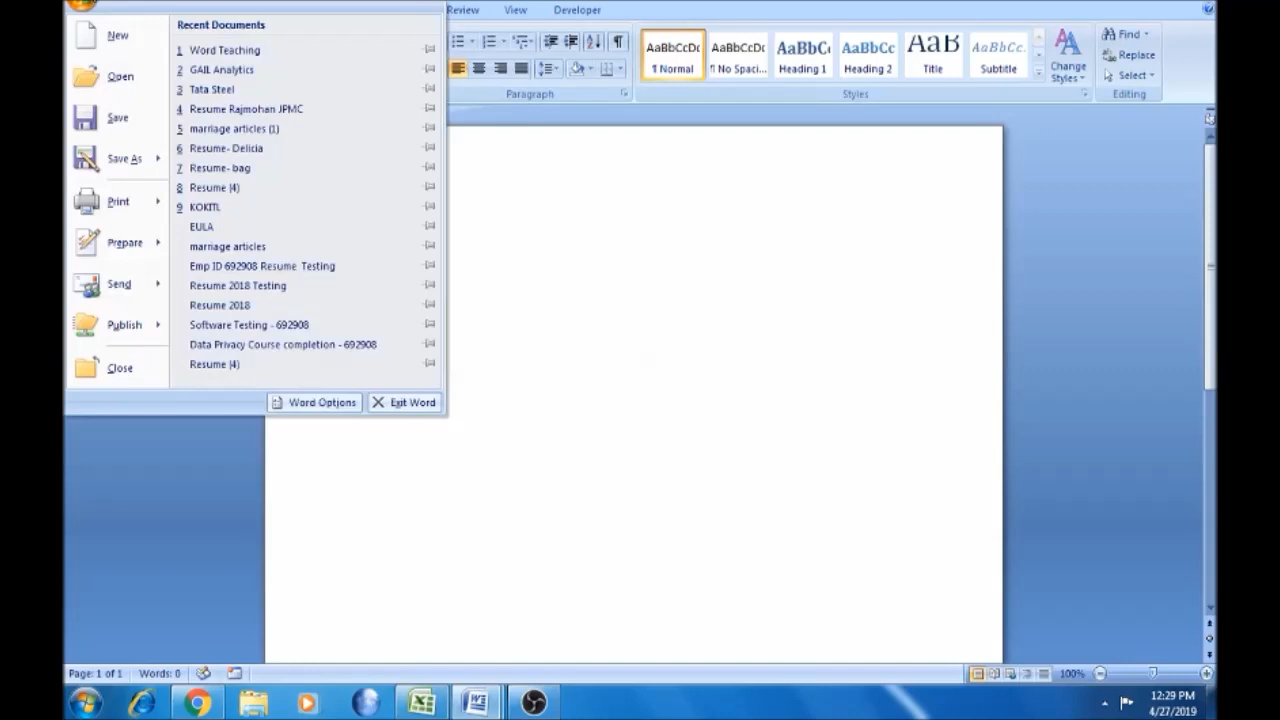 Review View Developer
New
Open
Save
Save As
Print
Prepare
Send
Publish
Close
Recent Documents
1 Word Teaching
2 GAIL Analytics
3 Tata Steel
4 Resume Rajmohan JPMC
5 marriage articles (1)
6 Resume- Delicia
7 Resume- bag
8 Resume (4)
9 KOKITL
EULA
marriage articles
Emp ID 692908 Resume Testing
Resume 2018 Testing
Resume 2018
Software Testing - 692908
Data Privacy Course completion - 692908
Resume (4)
Word Options Exit Word
Paragraph
AaBbCcDc AaBbCcDc AaBbC AaBbCc AaB AaBbCc.
¶ Normal ¶ No Spaci... Heading 1 Heading 2 Title Subtitle
Change
Styles
Styles
Find
Replace
Select
Editing
Page: 1 of 1 Words: 0
100%
12:29 PM
4/27/2019